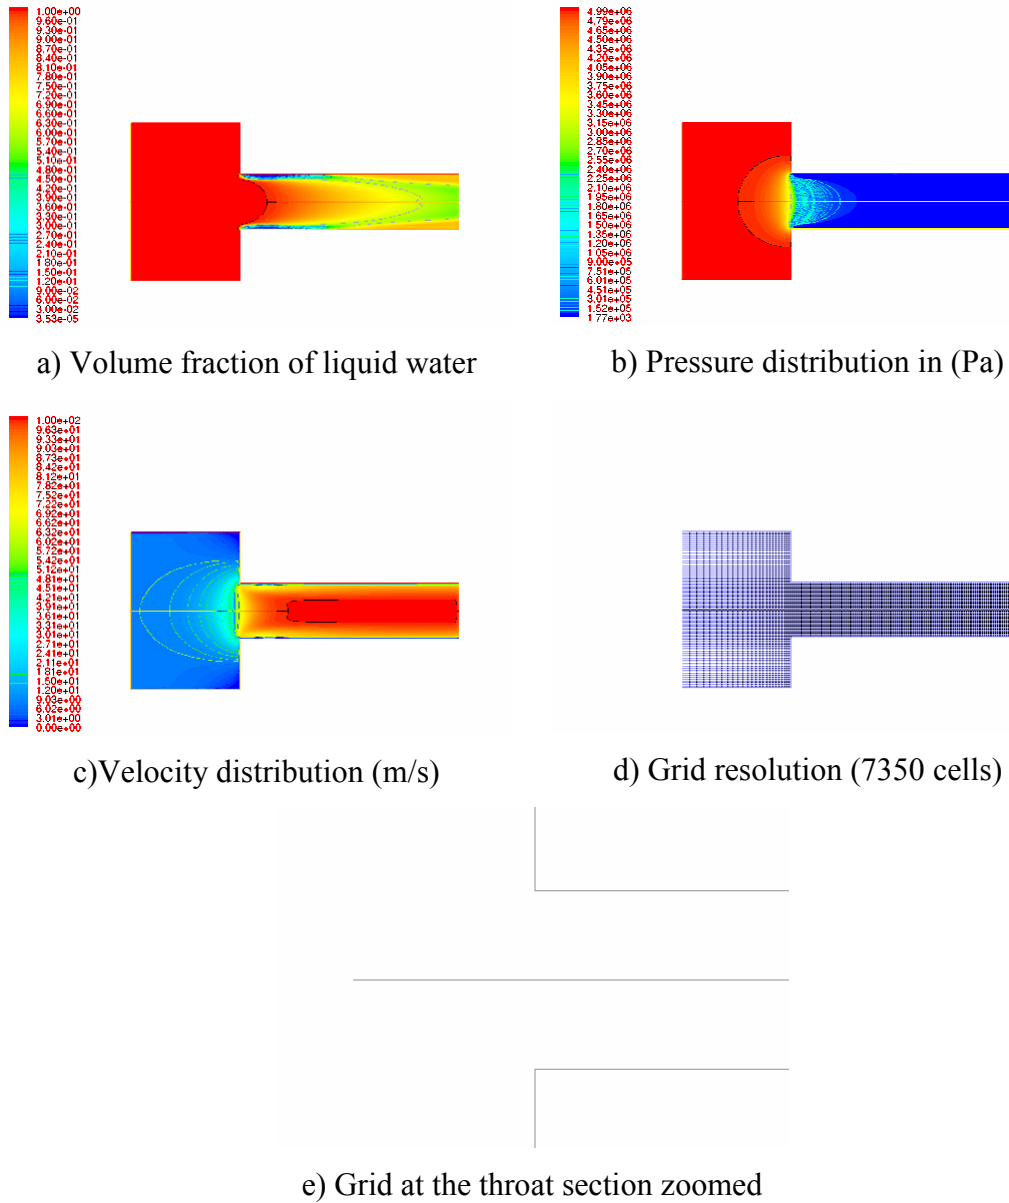 1.00e+00
9.60e-01
9.30e-01
9.00e-01
8.70e-01
8.40e-01
8.10e-01
7.80e-01
7.50e-01
7.20e-01
6.90e-01
6.60e-01
6.30e-01
6.00e-01
5.70e-01
5.40e-01
5.10e-01
4.80e-01
4.50e-01
4.20e-01
3.90e-01
3.60e-01
3.30e-01
3.00e-01
2.70e-01
2.40e-01
2.10e-01
1.80e-01
1.50e-01
1.20e-01
9.00e-02
6.00e-02
3.00e-02
3.53e-05
a) Volume fraction of liquid water
4.99e+06
4.79e+06
4.65e+06
4.50e+06
4.35e+06
4.20e+06
4.05e+06
3.90e+06
3.75e+06
3.60e+06
3.45e+06
3.30e+06
3.15e+06
3.00e+06
2.85e+06
2.70e+06
2.55e+06
2.40e+06
2.25e+06
2.10e+06
1.95e+06
1.80e+06
1.65e+06
1.50e+06
1.35e+06
1.20e+06
1.05e+06
9.00e+05
7.51e+05
6.01e+05
4.51e+05
3.01e+05
1.52e+05
1.77e+03
b) Pressure distribution in (Pa)
1.00e+02
9.63e+01
9.33e+01
9.03e+01
8.73e+01
8.42e+01
8.12e+01
7.82e+01
7.52e+01
7.22e+01
6.92e+01
6.62e+01
6.32e+01
6.02e+01
5.72e+01
5.42e+01
5.12e+01
4.81e+01
4.51e+01
4.21e+01
3.91e+01
3.61e+01
3.31e+01
3.01e+01
2.71e+01
2.41e+01
2.11e+01
1.81e+01
1.50e+01
1.20e+01
9.03e+00
6.02e+00
3.01e+00
0.00e+00
c)Velocity distribution (m/s)
d) Grid resolution (7350 cells)
e) Grid at the throat section zoomed